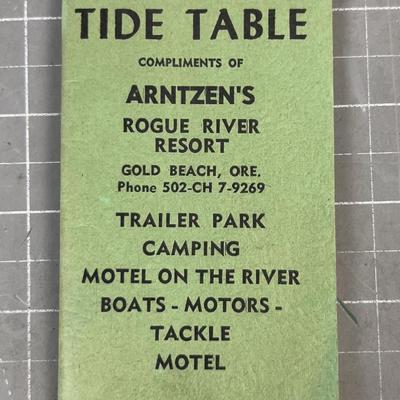 TIDE TABLE
COMPLIMENTS OF
ARNTZEN'S
ROGUE RIVER
RESORT
GOLD BEACH, ORE.
Phone 502-CH 7-9269
TRAILER PARK
CAMPING
MOTEL ON THE RIVER
BOATS - MOTORS -
TACKLE
MOTEL